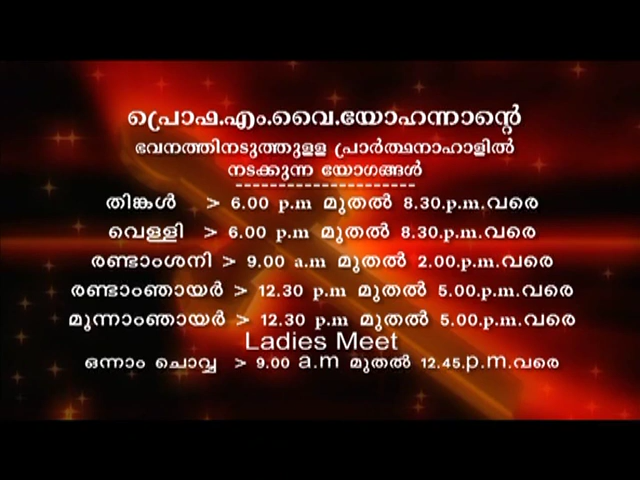 പ്രൊഫ.എം.വൈ.യോഹന്നാന്റെ
ഭവനത്തിനടുത്തുള്ള പ്രാർത്ഥനാഹാളിൽ
നടക്കുന്ന യോഗങ്ങൾ
---------------------
തിങ്കൾ > 6.00 p.m മുതൽ 8.30.p.m.വരെ
വെള്ളി > 6.00 p.m മുതൽ 8.30.p.m.വരെ
രണ്ടാംശനി > 9.00 a.m മുതൽ 2.00.p.m.വരെ
രണ്ടാംഞായർ > 12.30 p.m മുതൽ 5.00.p.m.വരെ
മൂന്നാംഞായർ > 12.30 p.m മുതൽ 5.00.p.m.വരെ
Ladies Meet
ഒന്നാം ചൊവ്വ > 9.00 a.m മുതൽ 12.45.p.m.വരെ